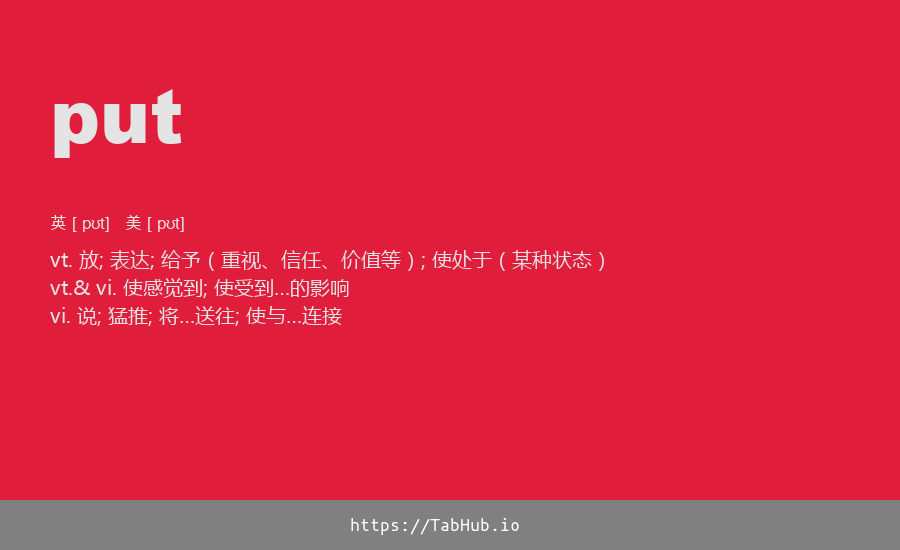 put
英 [ pʊt]   美 [ pʊt]
vt. 放; 表达; 给予（重视、信任、价值等）; 使处于（某种状态）
vt.& vi. 使感觉到; 使受到…的影响
vi. 说; 猛推; 将…送往; 使与…连接
https://TabHub.io